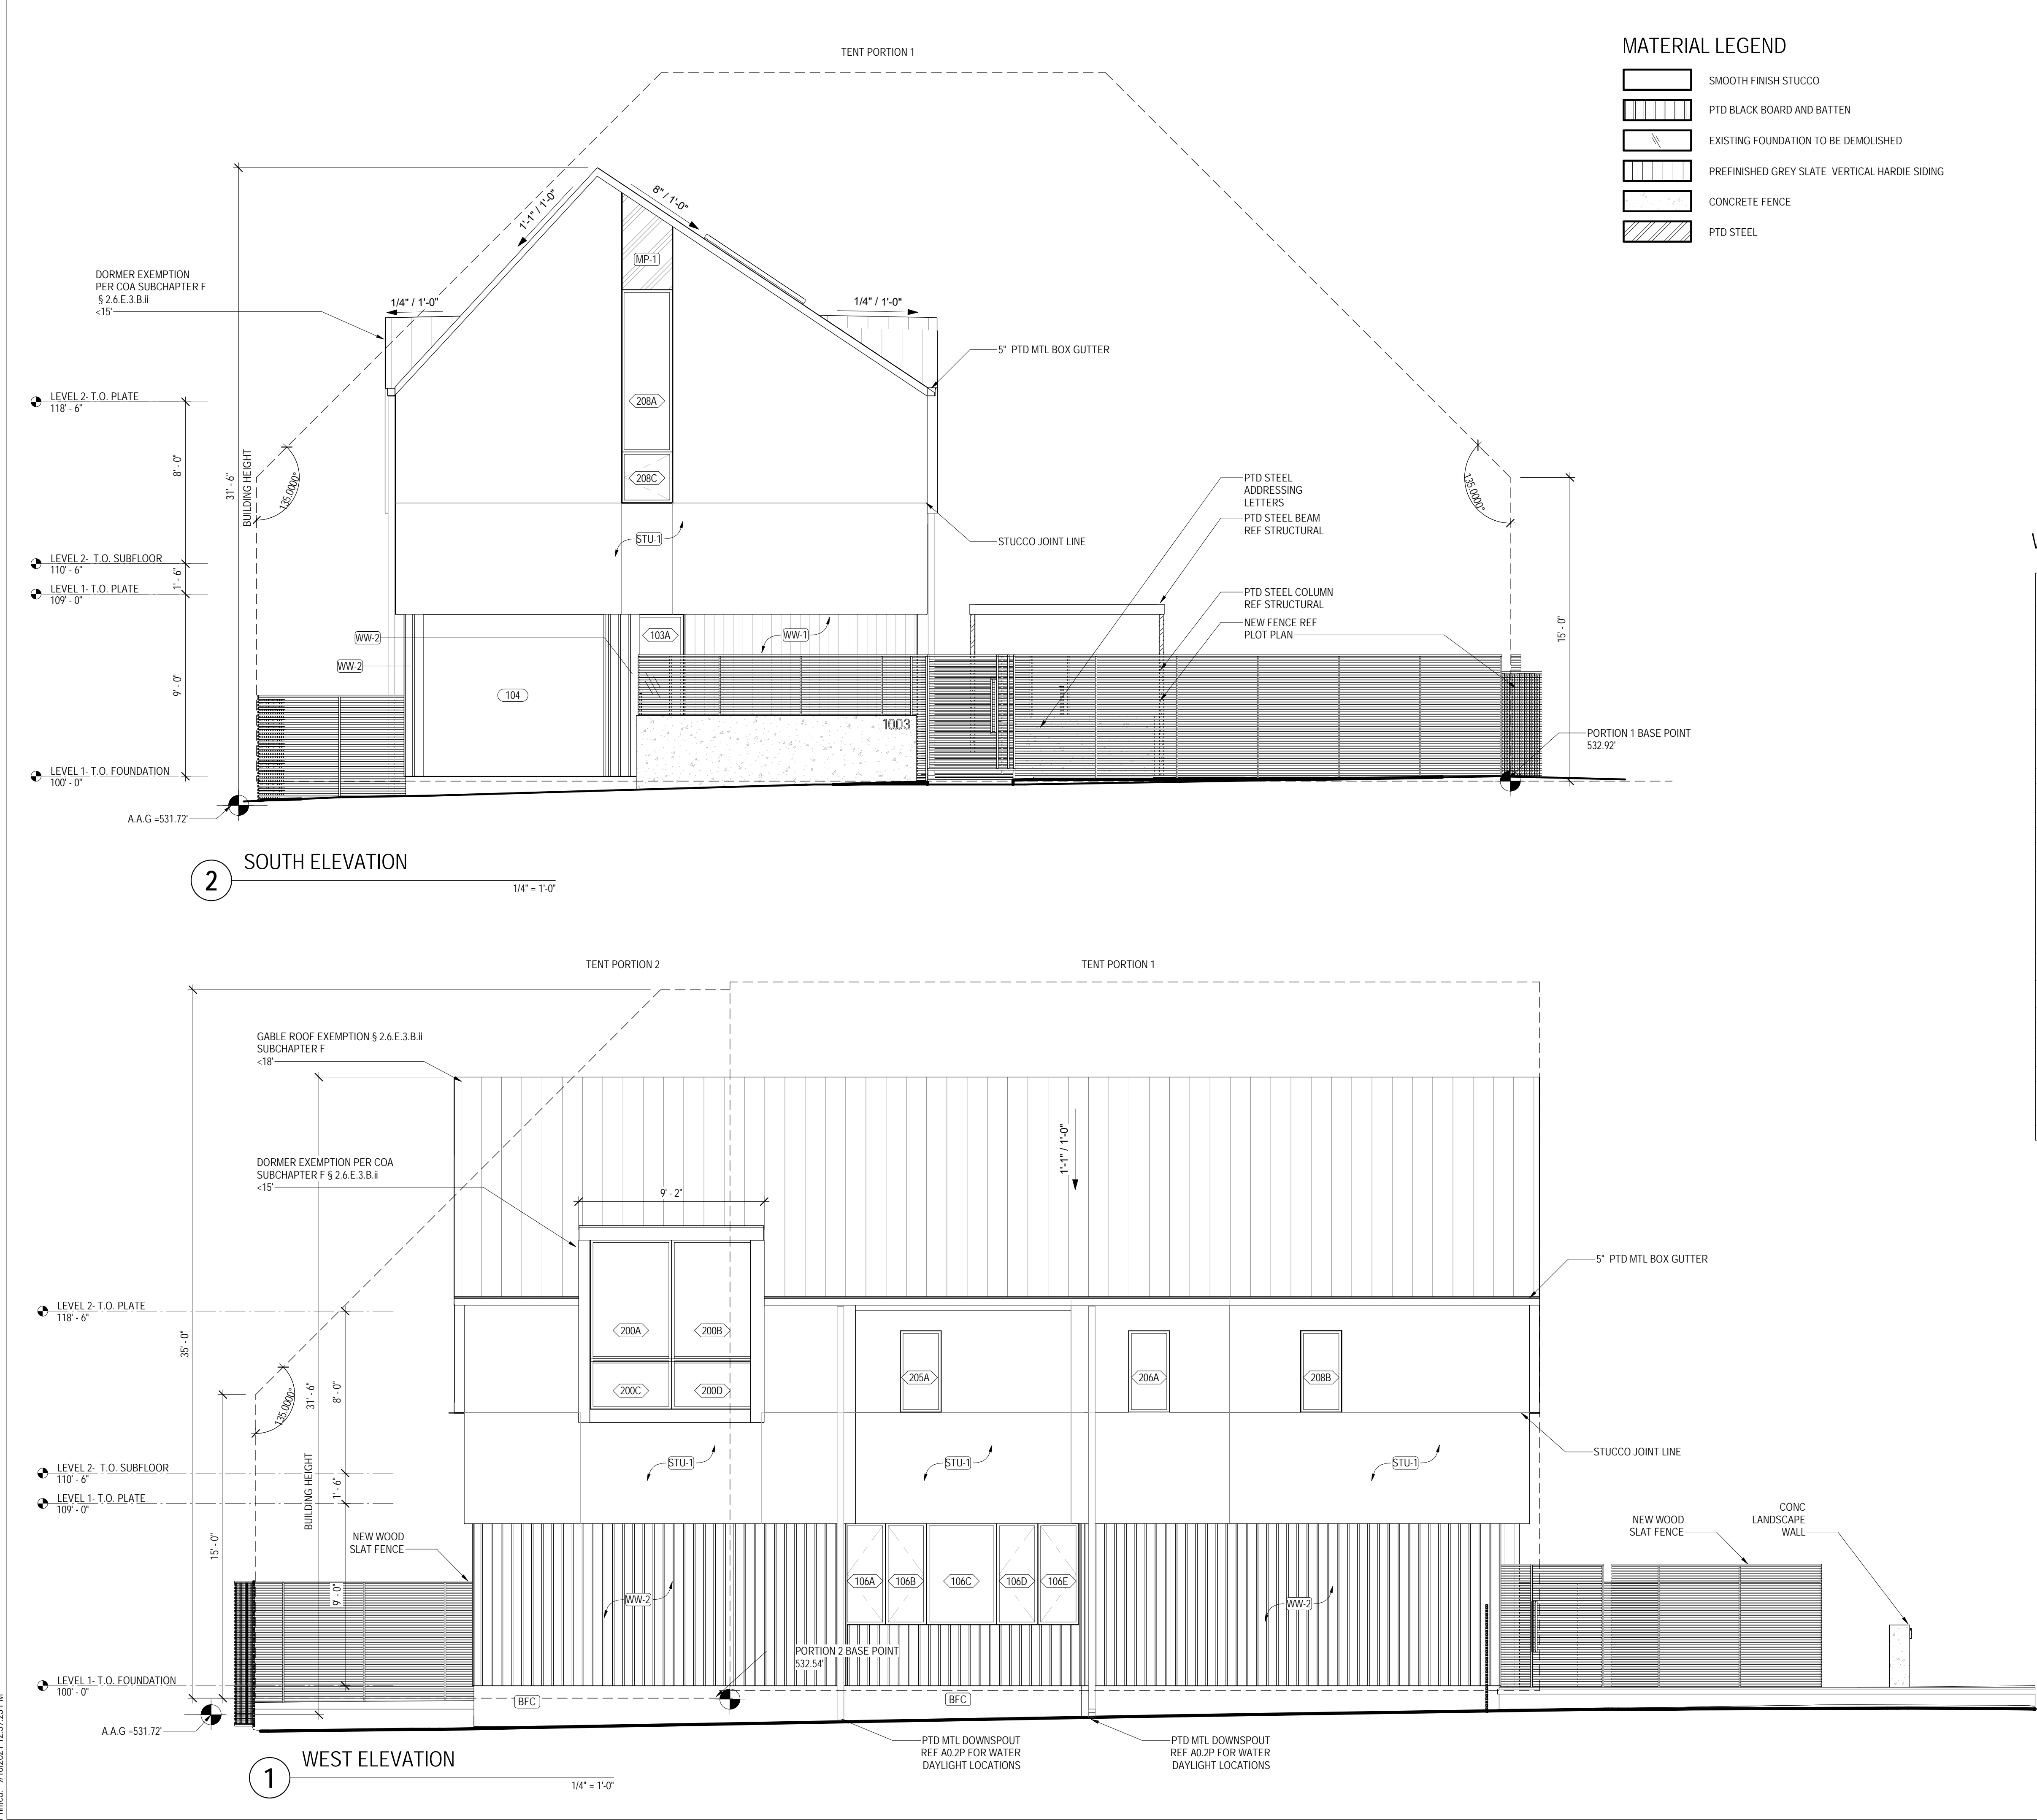 TENT PORTION 1
MATERIAL LEGEND
SMOOTH FINISH STUCCO
PTD BLACK BOARD AND BATTEN
EXISTING FOUNDATION TO BE DEMOLISHED
PREFINISHED GREY SLATE VERTICAL HARDIE SIDING
CONCRETE FENCE
PTD STEEL
1'-1" / 1'-0"
8" / 1'-0"
MP-1
DORMER EXEMPTION
PER COA SUBCHAPTER F
§ 2.6.E.3.B.ii
<15'
1/4" / 1'-0"
1/4" / 1'-0"
5" PTD MTL BOX GUTTER
208A
208C
LEVEL 2- T.O. PLATE
118' - 6"
8' - 0"
31' - 6"
BUILDING HEIGHT
135.0000°
135.0000°
PTD STEEL
ADDRESSING
LETTERS
PTD STEEL BEAM
REF STRUCTURAL
STU-1
STUCCO JOINT LINE
LEVEL 2- T.O. SUBFLOOR
110' - 6"
1' - 6"
LEVEL 1- T.O. PLATE
109' - 0"
PTD STEEL COLUMN
REF STRUCTURAL
NEW FENCE REF
PLOT PLAN
15' - 0"
WW-2
103A
WW-1
WW-2
9' - 0"
104
1003
PORTION 1 BASE POINT
532.92'
LEVEL 1- T.O. FOUNDATION
100' - 0"
A.A.G =531.72'
2
SOUTH ELEVATION
1/4" = 1'-0"
TENT PORTION 2
TENT PORTION 1
GABLE ROOF EXEMPTION § 2.6.E.3.B.ii
SUBCHAPTER F
<18'
1'-1" / 1'-0"
DORMER EXEMPTION PER COA
SUBCHAPTER F § 2.6.E.3.B.ii
<15'
9' - 2"
5" PTD MTL BOX GUTTER
LEVEL 2- T.O. PLATE
118' - 6"
35' - 0"
200A
200B
200C
200D
205A
206A
208B
135.0000°
31' - 6"
BUILDING HEIGHT
8' - 0"
STU-1
STU-1
STU-1
STUCCO JOINT LINE
LEVEL 2- T.O. SUBFLOOR
110' - 6"
1' - 6"
LEVEL 1- T.O. PLATE
109' - 0"
15' - 0"
NEW WOOD
SLAT FENCE
NEW WOOD
SLAT FENCE
CONC
LANDSCAPE
WALL
9' - 0"
106A
106B
106C
106D
106E
WW-2
WW-2
PORTION 2 BASE POINT
532.54'
LEVEL 1- T.O. FOUNDATION
100' - 0"
BFC
BFC
A.A.G =531.72'
PTD MTL DOWNSPOUT
REF A0.2P FOR WATER
DAYLIGHT LOCATIONS
PTD MTL DOWNSPOUT
REF A0.2P FOR WATER
DAYLIGHT LOCATIONS
1
WEST ELEVATION
1/4" = 1'-0"